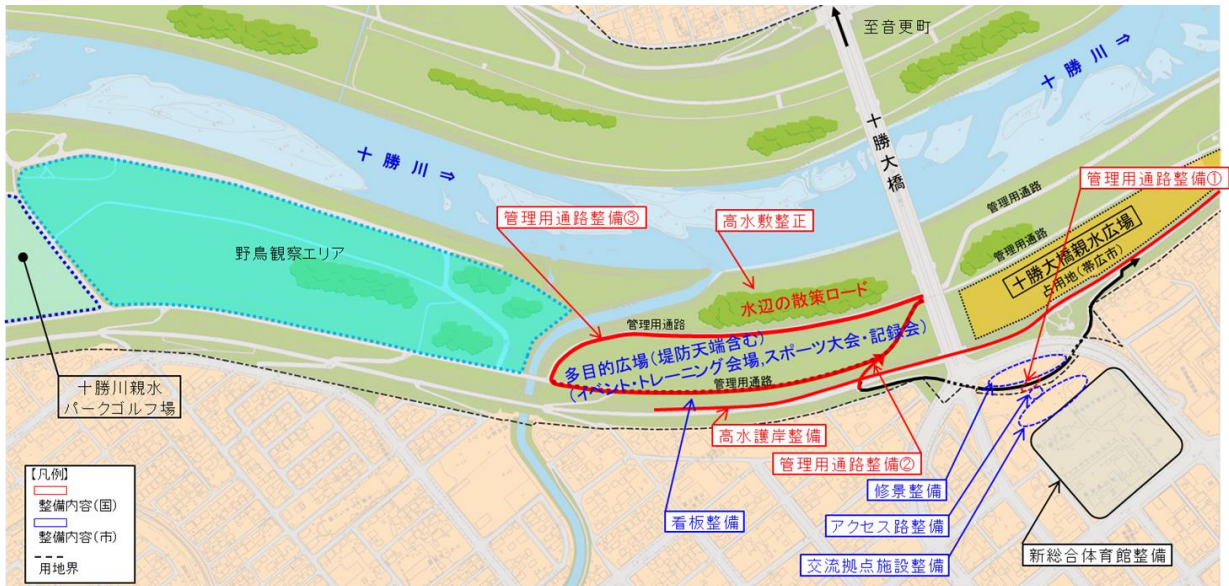 至音更町
十勝川⇒
十勝川⇒
十勝大橋
管理用通路整備①
管理用通路
管理用通路整備③
高水敷整正
管理用通路
野鳥観察エリア
十勝大橋親水広場
占用地(帯広市)
水辺の散策ロード
管理用通路
多目的広場(堤防天端含む)
(イベント・トレーニング会場,スポーツ大会・記録会)
管理用通路
十勝川親水
パークゴルフ場
高水護岸整備
管理用通路整備②
修景整備
看板整備
アクセス路整備
新総合体育館整備
交流拠点施設整備
【凡例】
整備内容(国)
整備内容(市)
用地界